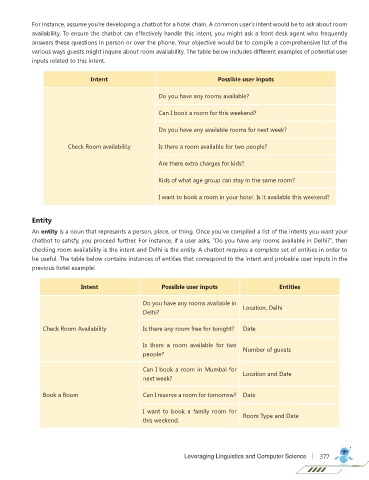 For instance, assume you're developing a chatbot for a hotel chain. A common user's intent would be to ask about room
availability. To ensure the chatbot can effectively handle this intent, you might ask a front desk agent who frequently
answers these questions in person or over the phone. Your objective would be to compile a comprehensive list of the
various ways guests might inquire about room availability. The table below includes different examples of potential user
inputs related to this intent.
Intent Possible user inputs
Do you have any rooms available?
Can I book a room for this weekend?
Do you have any available rooms for next week?
Check Room availability Is there a room available for two people?
Are there extra charges for kids?
Kids of what age group can stay in the same room?
I want to book a room in your hotel. Is it available this weekend?
Entity
An entity is a noun that represents a person, place, or thing. Once you've compiled a list of the intents you want your
chatbot to satisfy, you proceed further. For instance, if a user asks, "Do you have any rooms available in Delhi?", then
checking room availability is the intent and Delhi is the entity. A chatbot requires a complete set of entities in order to
be useful. The table below contains instances of entities that correspond to the intent and probable user inputs in the
previous hotel example:
Intent Possible user inputs Entities
Do you have any rooms available in
Delhi?
Location, Delhi
Check Room Availability Is there any room free for tonight? Date
Is there a room available for two
people?
Number of guests
Can I book a room in Mumbai for
next week?
Location and Date
Book a Room Can I reserve a room for tomorrow? Date
I want to book a family room for
this weekend.
Room Type and Date
Leveraging Linguistics and Computer Science 377